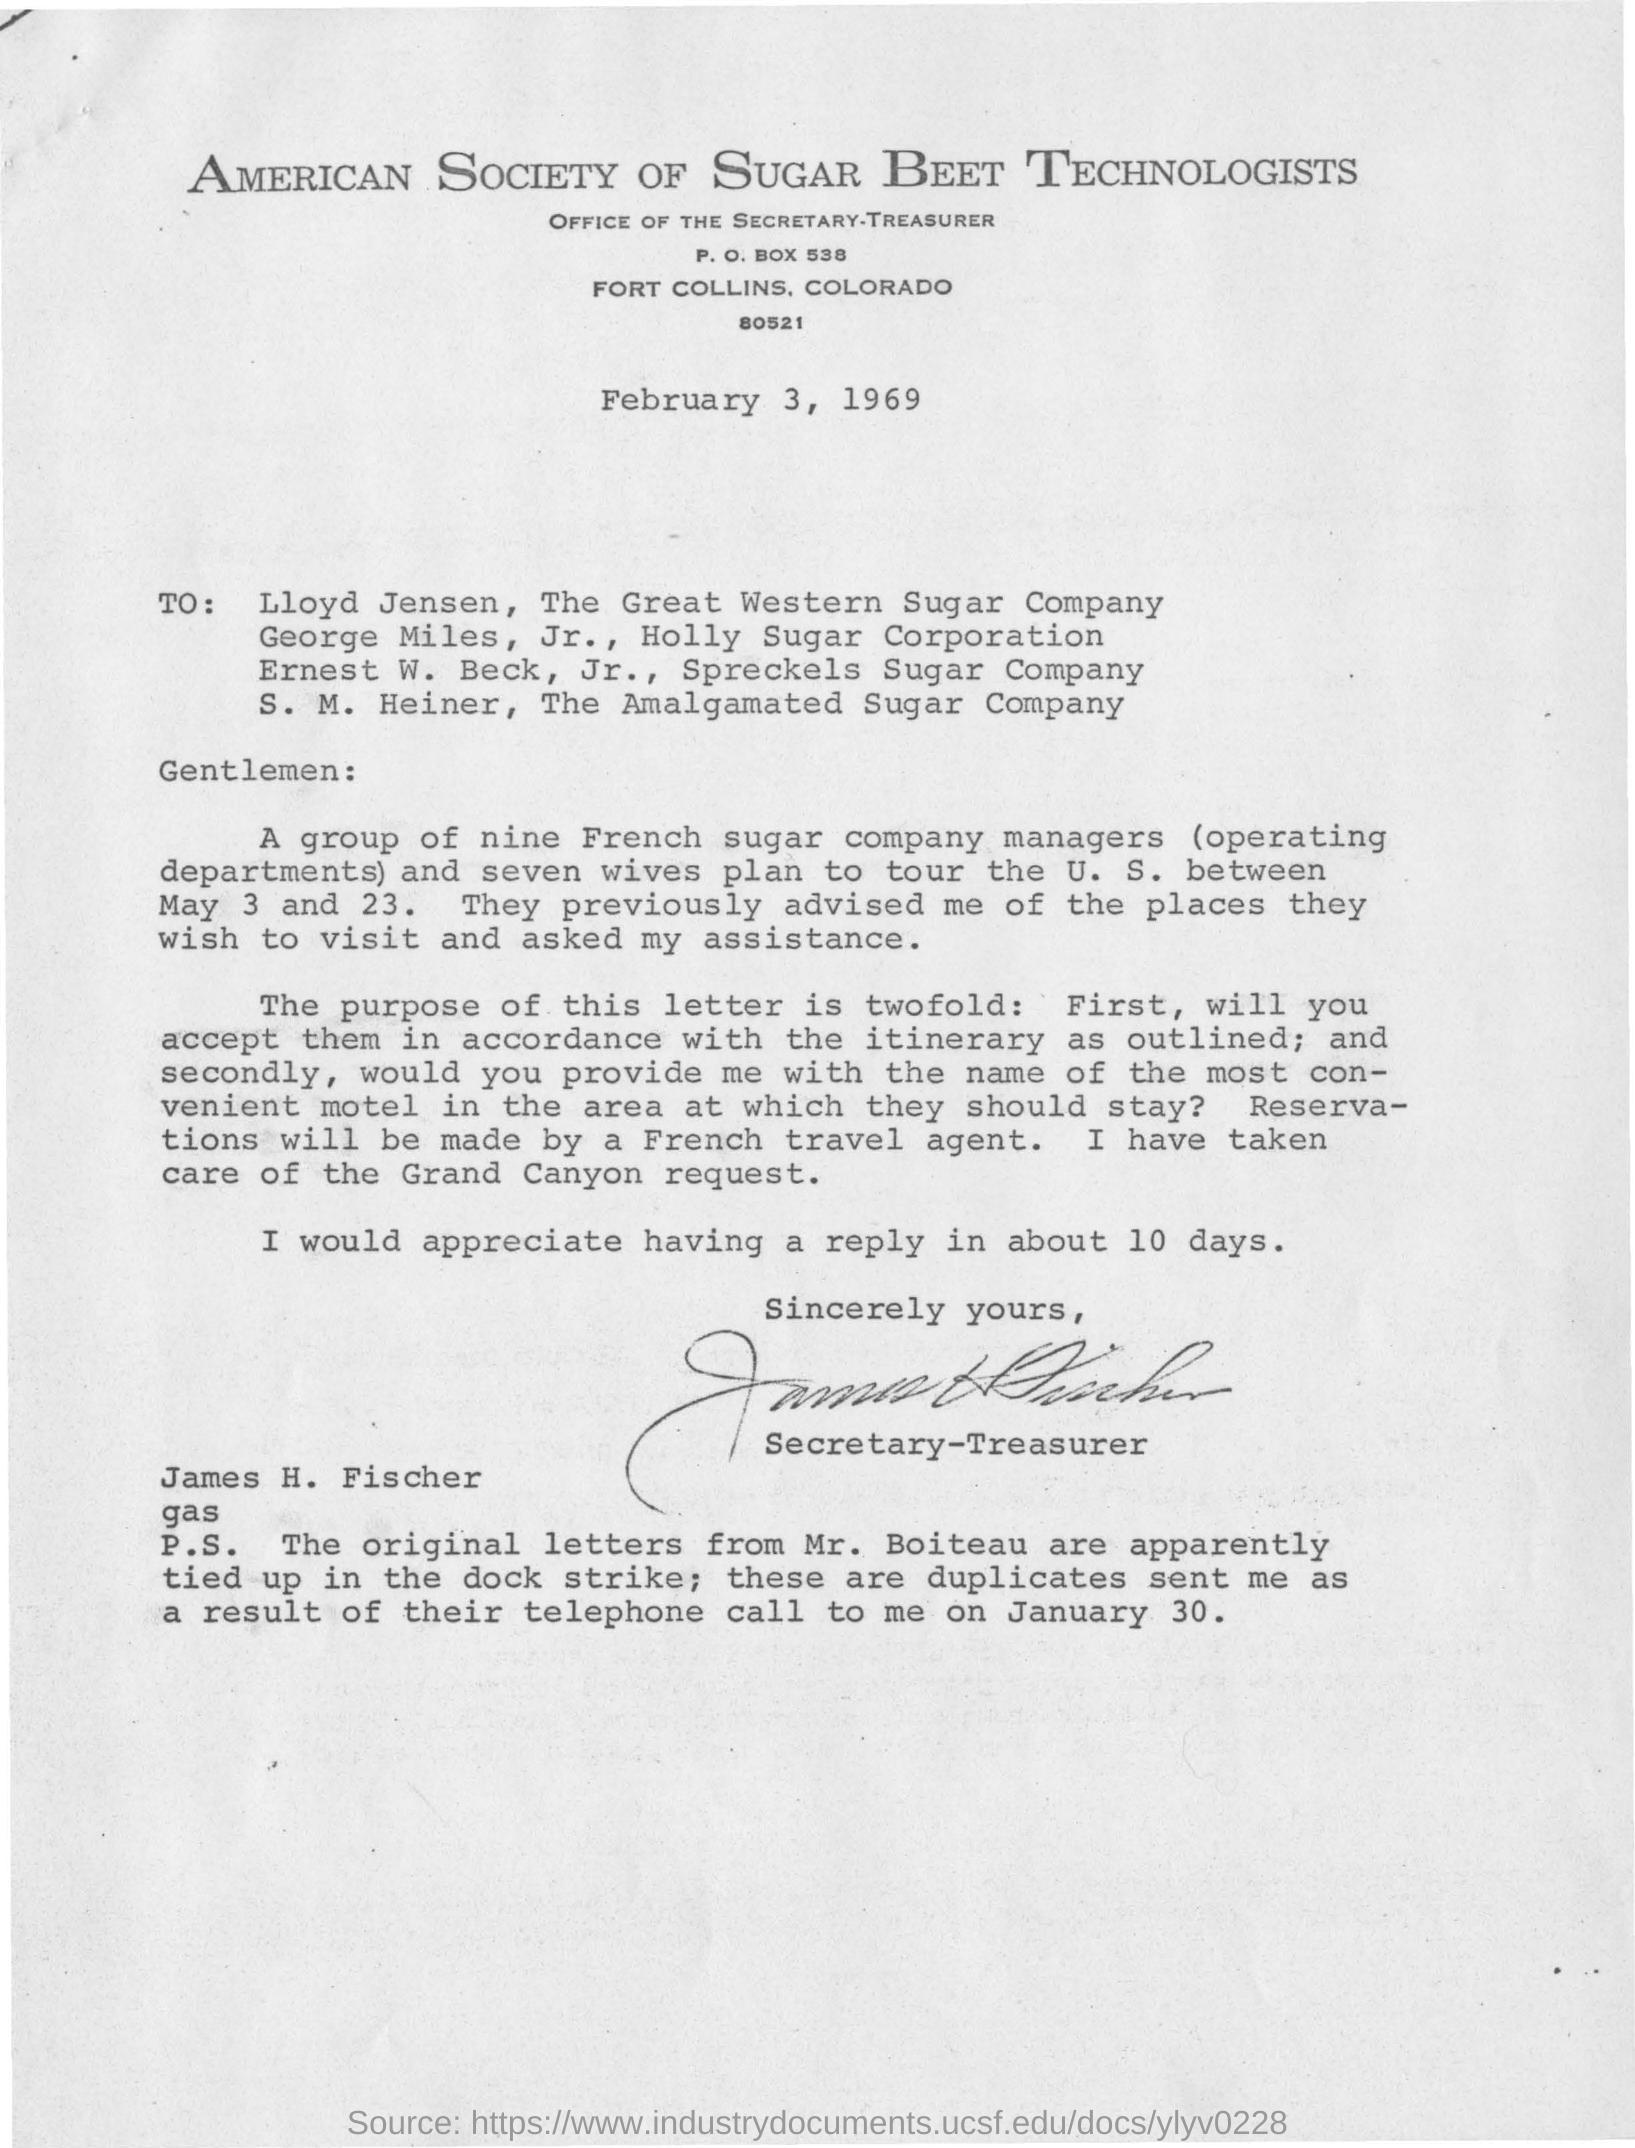 American Society of Sugar Beet Technologists
Office of the Secretary-Treasurer
P. O. BOX 538
FORT COLLINS, COLORADO
80521
February 3, 1969
TO: Lloyd Jensen, The Great Western Sugar Company
George Miles, Jr., Holly Sugar Corporation
Ernest W. Beck, Jr., Spreckels Sugar Company
S. M. Heiner, The Amalgamated Sugar Company
Gentlemen:
A group of nine French sugar company managers (operating
departments) and seven wives plan to tour the U. S. between
May 3 and 23. They previously advised me of the places they
wish to visit and asked my assistance.
The purpose of this letter is twofold: First, will you
accept them in accordance with the itinerary as outlined; and
secondly, would you provide me with the name of the most con-
venient motel in the area at which they should stay? Reserva-
tions will be made by a French travel agent. I have taken
care of the Grand Canyon request.
I would appreciate having a reply in about 10 days.
Sincerely yours,
James H Fischer
Secretary-Treasurer
James H. Fischer
gas
P.S. The original letters from Mr. Boiteau are apparently
tied up in the dock strike; these are duplicates sent me as
a result of their telephone call to me on January 30.
Source: https://www.industrydocuments.ucsf.edu/docs/ylyv0228